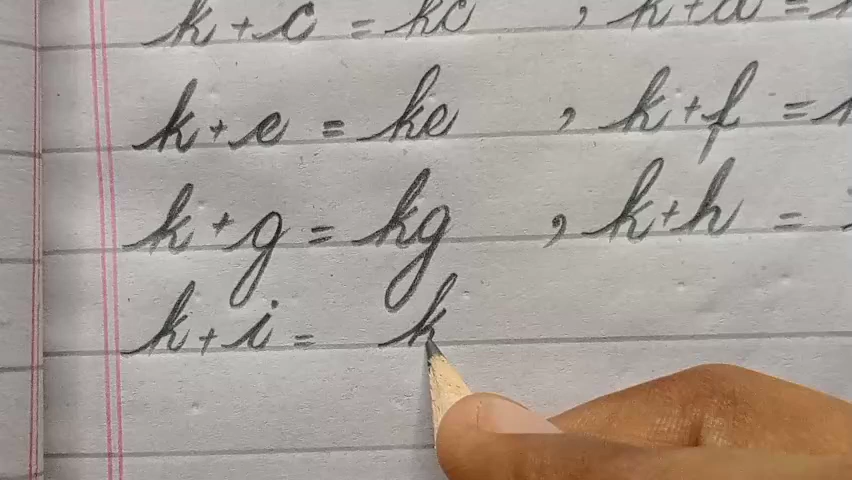 k + c = kc , k + d =
k + e = ke , k + f =
k + g = kg , k + h =
k + i = k